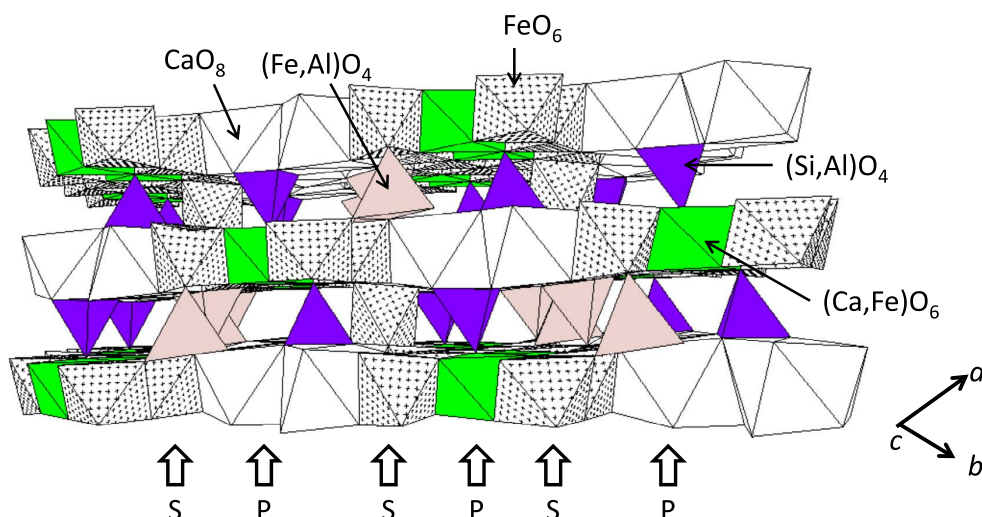 FeO₆
CaO₈
(Fe,Al)O₄
(Si,Al)O₄
(Ca,Fe)O₆
a
c
b
S P S P S P